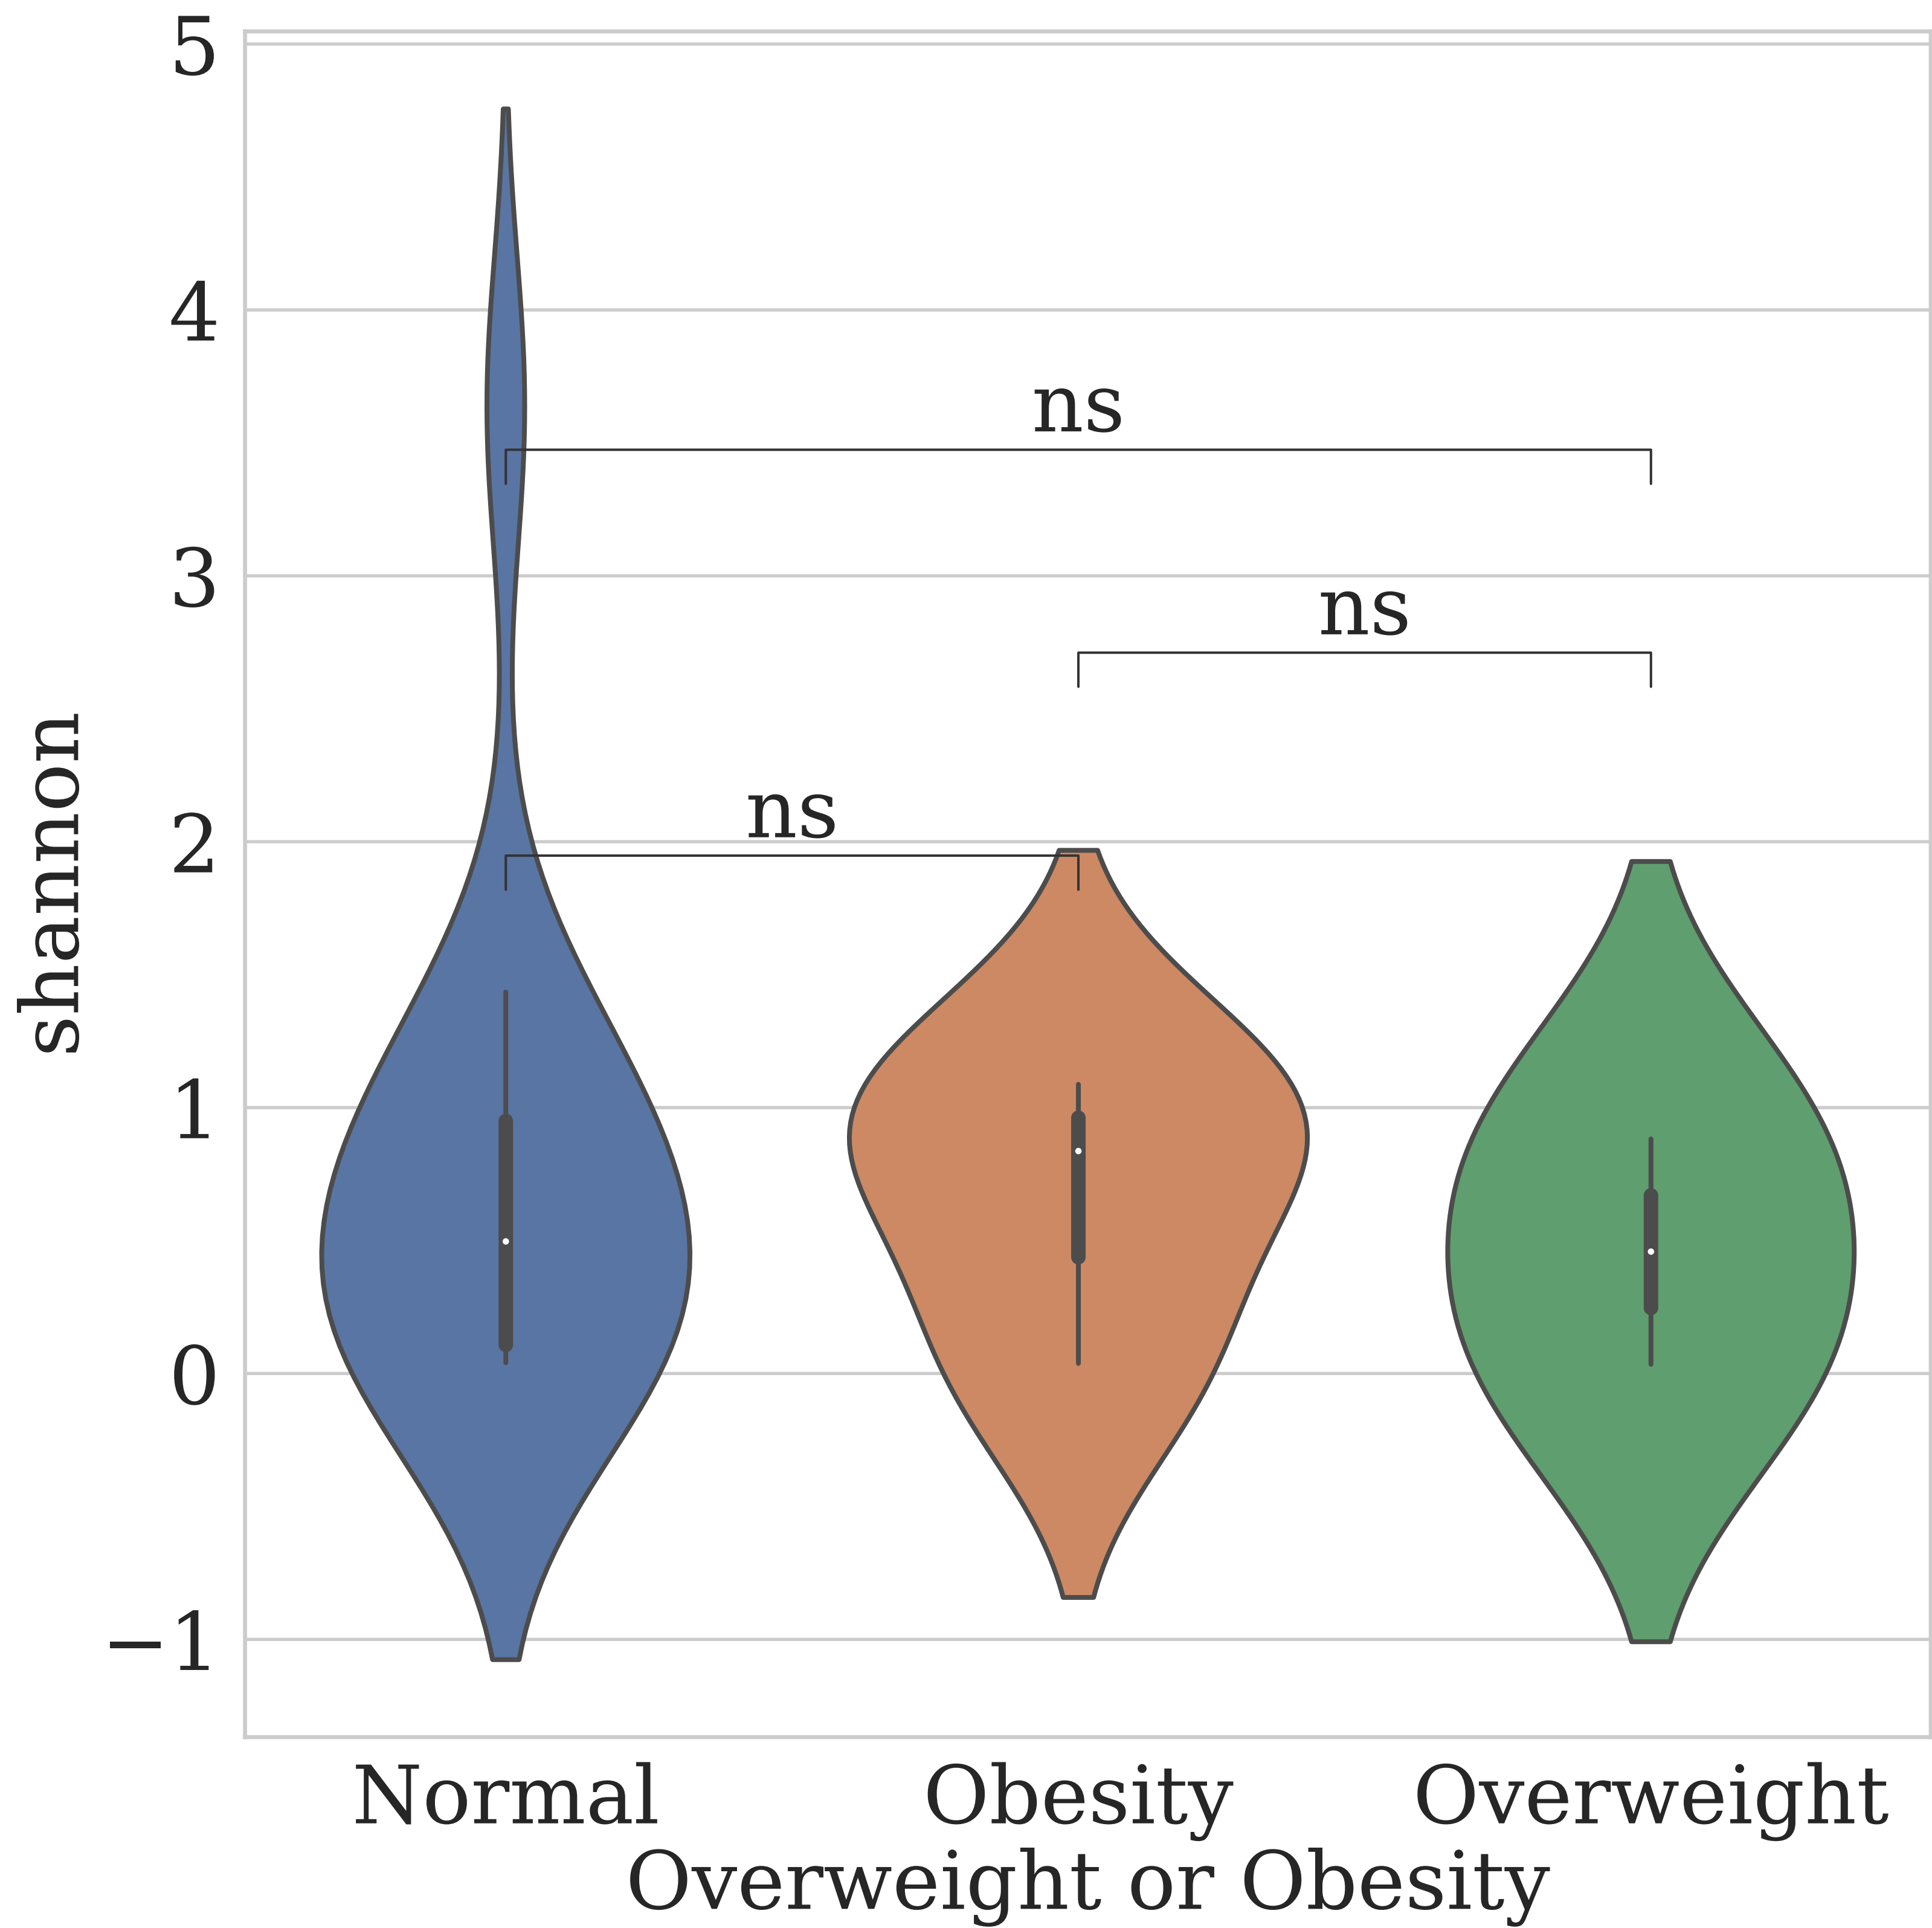 5
4
3
2
1
0
−1
shannon
ns
ns
ns
Normal Obesity Overweight
Overweight or Obesity